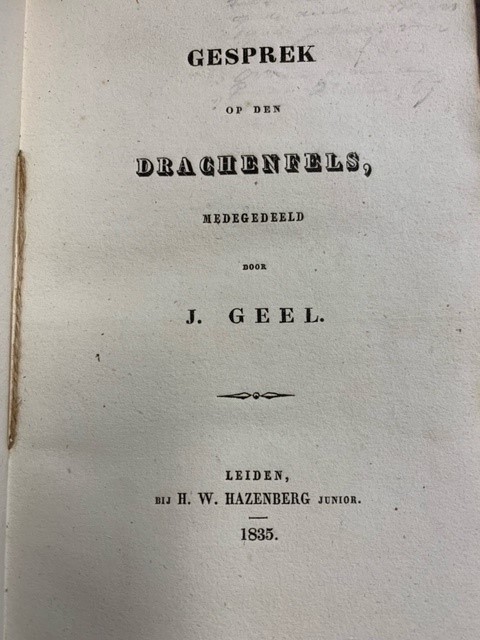 GESPREK
OP DEN
DRACHENFELS,
MEDEGEDEELD
DOOR
J. GEEL.
LEIDEN,
BIJ H. W. HAZENBERG JUNIOR.
1835.